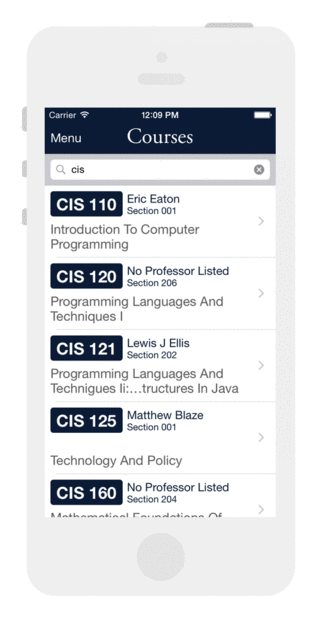 Carrier 12:09 PM
Menu Courses
cis
CIS 110 Eric Eaton
Section 001
Introduction To Computer
Programming
CIS 120 No Professor Listed
Section 206
Programming Languages And
Techniques I
CIS 121 Lewis J Ellis
Section 202
Programming Languages And
Techniques Ii:...tructures In Java
CIS 125 Matthew Blaze
Section 001
Technology And Policy
CIS 160 No Professor Listed
Section 204
Mathematical Foundations Of